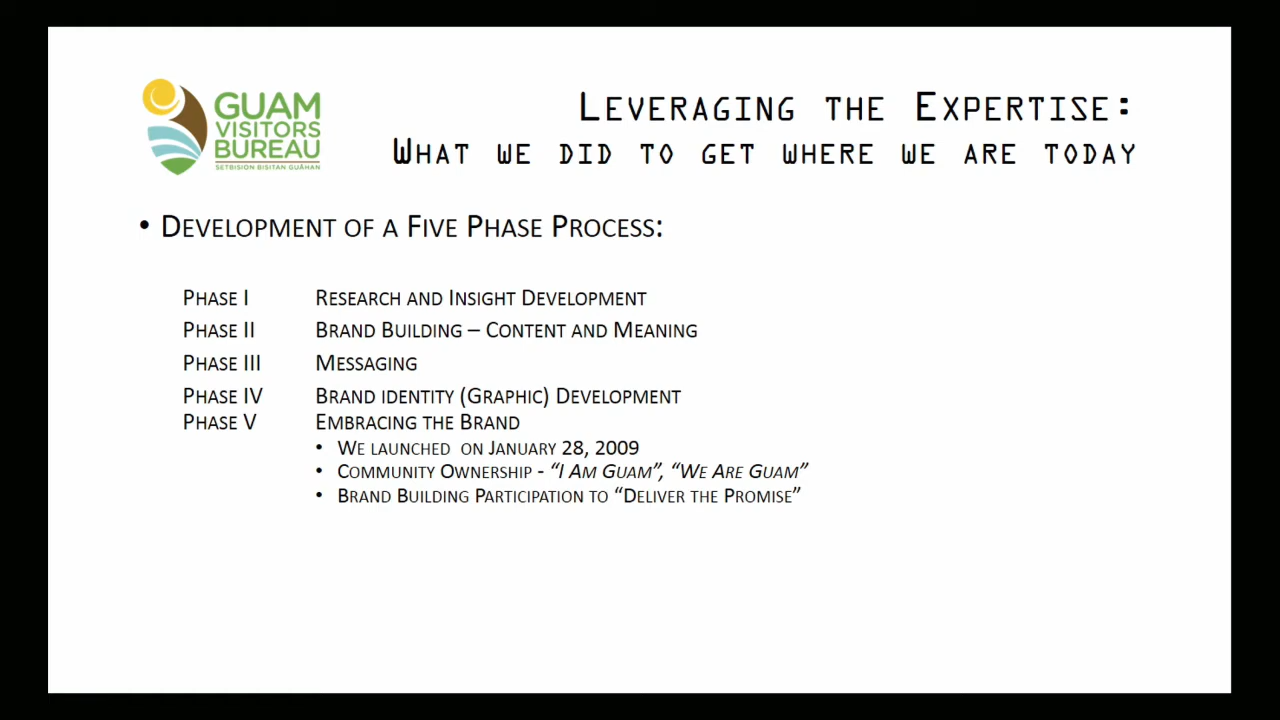 GUAM
VISITORS
BUREAU
SETBISION BISITAN GUÅHAN
LEVERAGING THE EXPERTISE:
WHAT WE DID TO GET WHERE WE ARE TODAY
• DEVELOPMENT OF A FIVE PHASE PROCESS:
PHASE I RESEARCH AND INSIGHT DEVELOPMENT
PHASE II BRAND BUILDING – CONTENT AND MEANING
PHASE III MESSAGING
PHASE IV BRAND IDENTITY (GRAPHIC) DEVELOPMENT
PHASE V EMBRACING THE BRAND
• WE LAUNCHED ON JANUARY 28, 2009
• COMMUNITY OWNERSHIP - “I AM GUAM”, “WE ARE GUAM”
• BRAND BUILDING PARTICIPATION TO “DELIVER THE PROMISE”